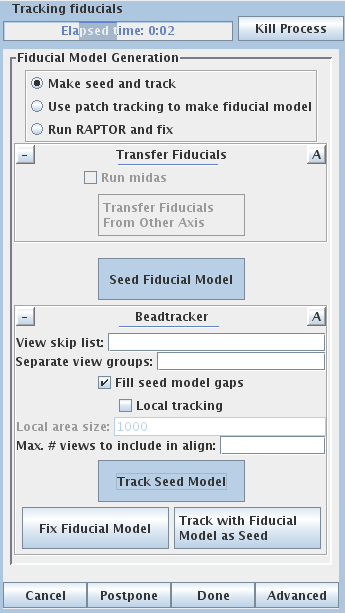 Tracking fiducials
Elapsed time: 0:02
Kill Process
Fiducial Model Generation
Make seed and track
Use patch tracking to make fiducial model
Run RAPTOR and fix
- Transfer Fiducials A
Run midas
Transfer Fiducials
From Other Axis
Seed Fiducial Model
- Beadtracker A
View skip list:
Separate view groups:
Fill seed model gaps
Local tracking
Local area size: 1000
Max. # views to include in align:
Track Seed Model
Fix Fiducial Model
Track with Fiducial
Model as Seed
Cancel Postpone Done Advanced